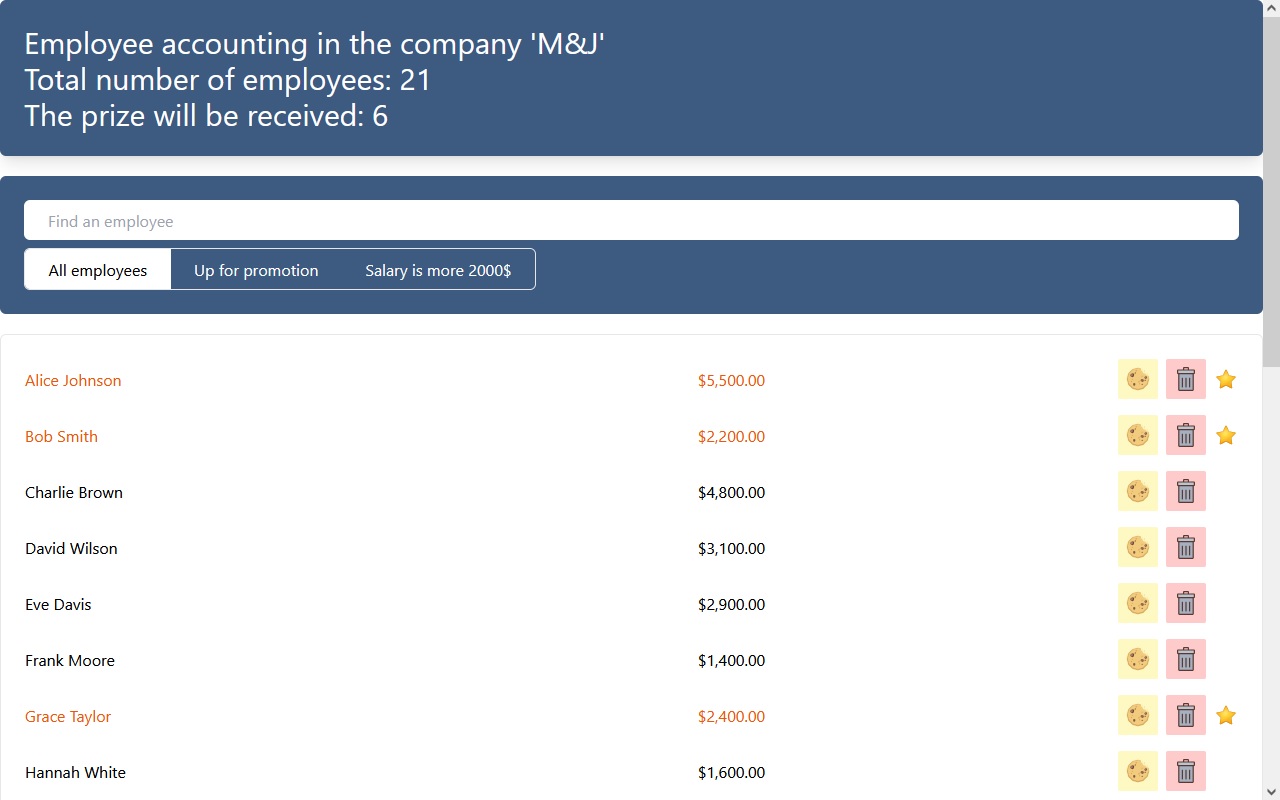 Employee accounting in the company 'M&J'
Total number of employees: 21
The prize will be received: 6
Find an employee
All employees Up for promotion Salary is more 2000$
Alice Johnson $5,500.00
Bob Smith $2,200.00
Charlie Brown $4,800.00
David Wilson $3,100.00
Eve Davis $2,900.00
Frank Moore $1,400.00
Grace Taylor $2,400.00
Hannah White $1,600.00